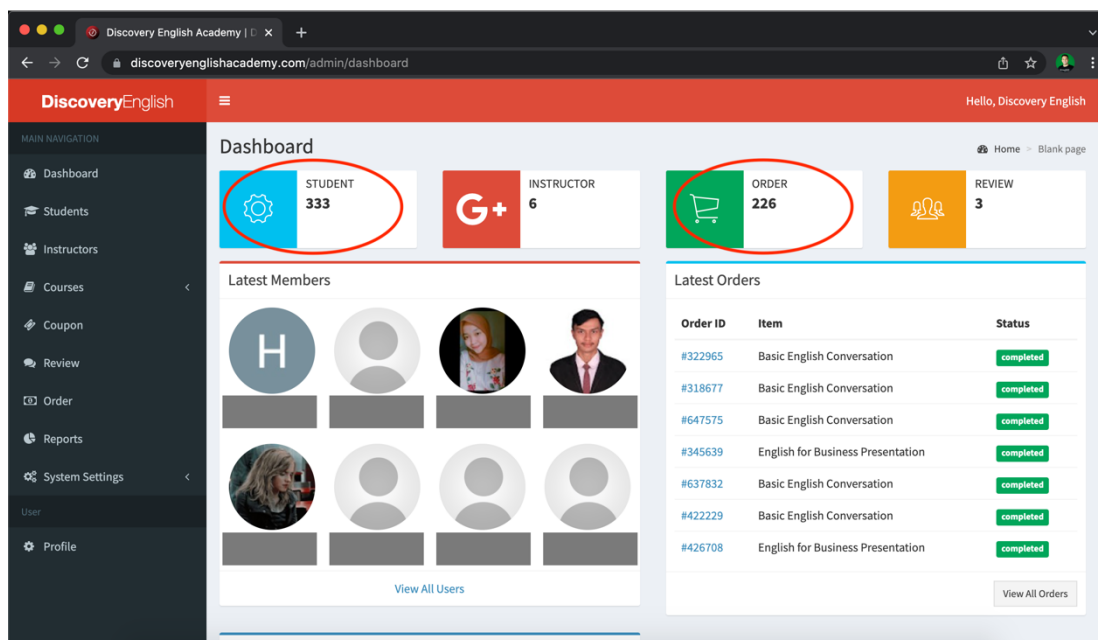 Discovery English Academy | D
discoveryenglishacademy.com/admin/dashboard
DiscoveryEnglish
Hello, Discovery English
MAIN NAVIGATION
Dashboard
Students
Instructors
Courses
Coupon
Review
Order
Reports
System Settings
User
Profile
Dashboard
Home > Blank page
STUDENT
333
G+
INSTRUCTOR
6
ORDER
226
REVIEW
3
Latest Members
H
View All Users
Latest Orders
Order ID Item Status
#322965 Basic English Conversation completed
#318677 Basic English Conversation completed
#647575 Basic English Conversation completed
#345639 English for Business Presentation completed
#637832 Basic English Conversation completed
#422229 Basic English Conversation completed
#426708 English for Business Presentation completed
View All Orders